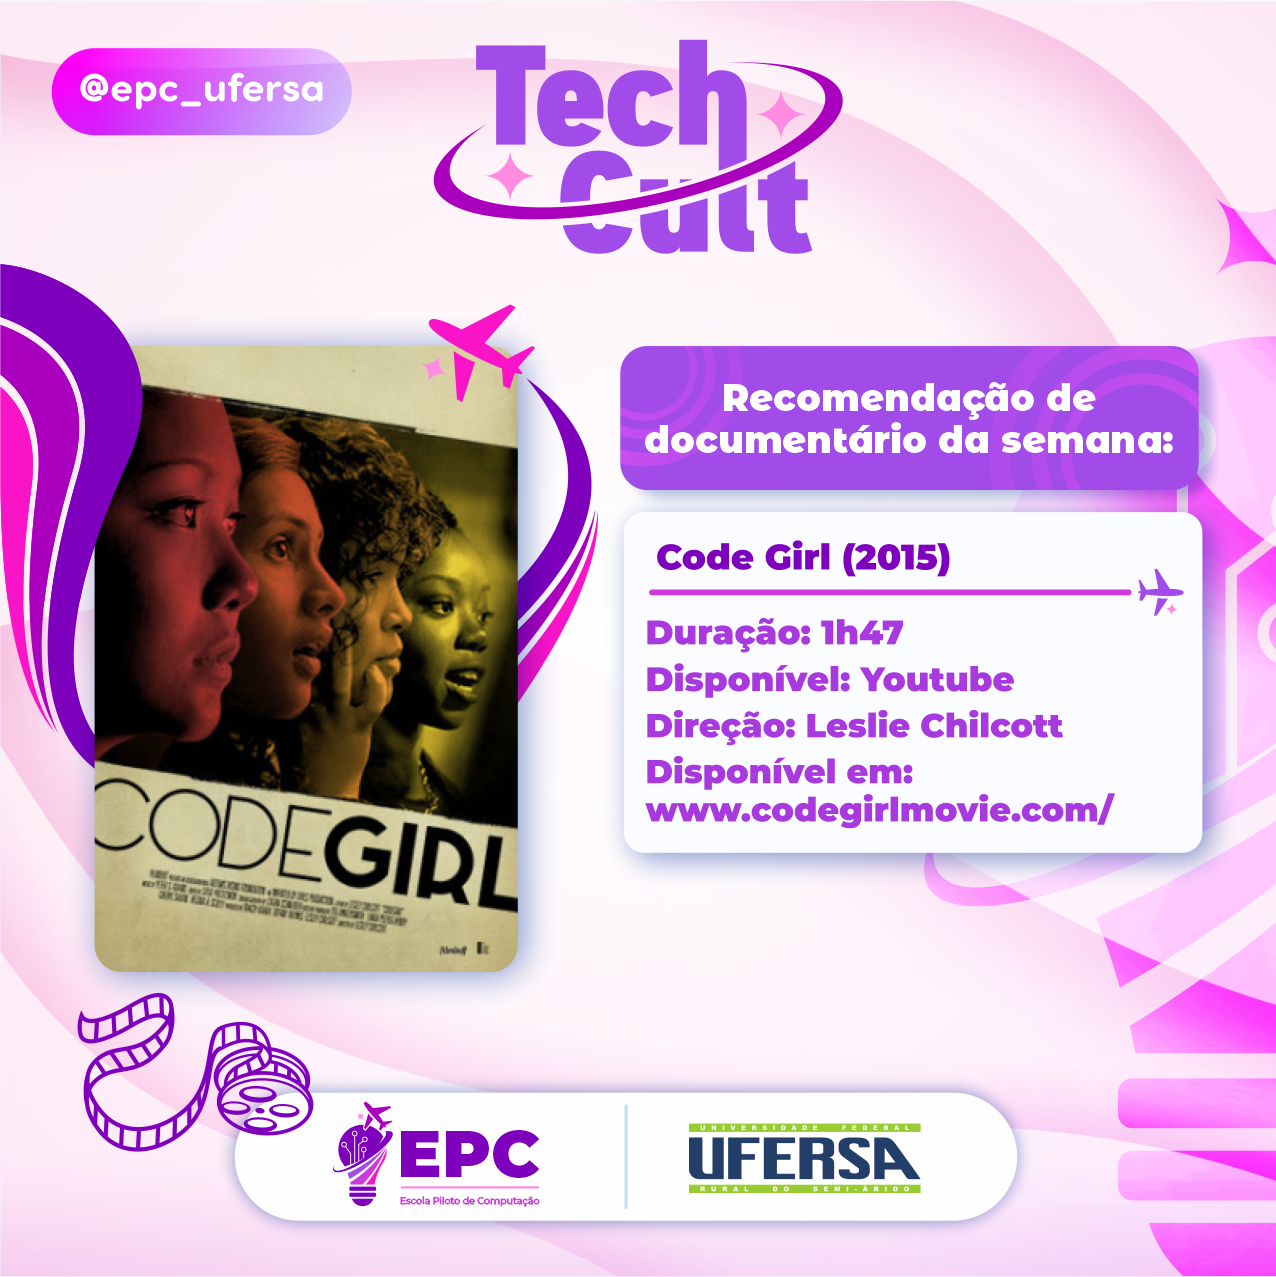 @epc_ufersa
Tech
Cult
Recomendação de
documentário da semana:
Code Girl (2015)
Duração: 1h47
Disponível: Youtube
Direção: Leslie Chilcott
Disponível em:
www.codegirlmovie.com/
CODEGIRL
EPC
Escola Piloto de Computação
UNIVERSIDADE FEDERAL
UFERSA
RURAL DO SEMI-ÁRIDO